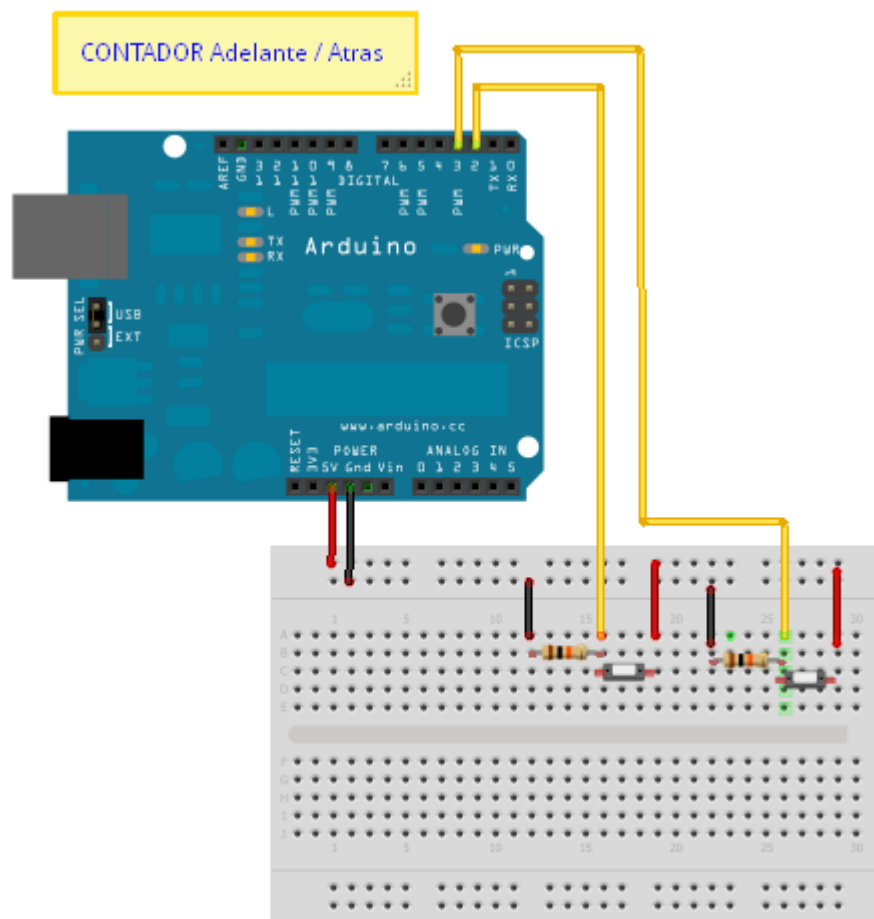 CONTADOR Adelante / Atras
AREF
GND
13
12
11
10
9
8
7
6
5
4
3
2
TX 1
RX 0
PWM
PWM
PWM
DIGITAL
PWM
PWM
PWM
L
TX
RX
Arduino
PWR
PWR SEL
USB
EXT
1
ICSP
www.arduino.cc
POWER
ANALOG IN
RESET
3V3
5V Gnd Vin
0 1 2 3 4 5
1 5 10 15 20 25 30
A
B
C
D
E
F
G
H
I
J
1 5 10 15 20 25 30